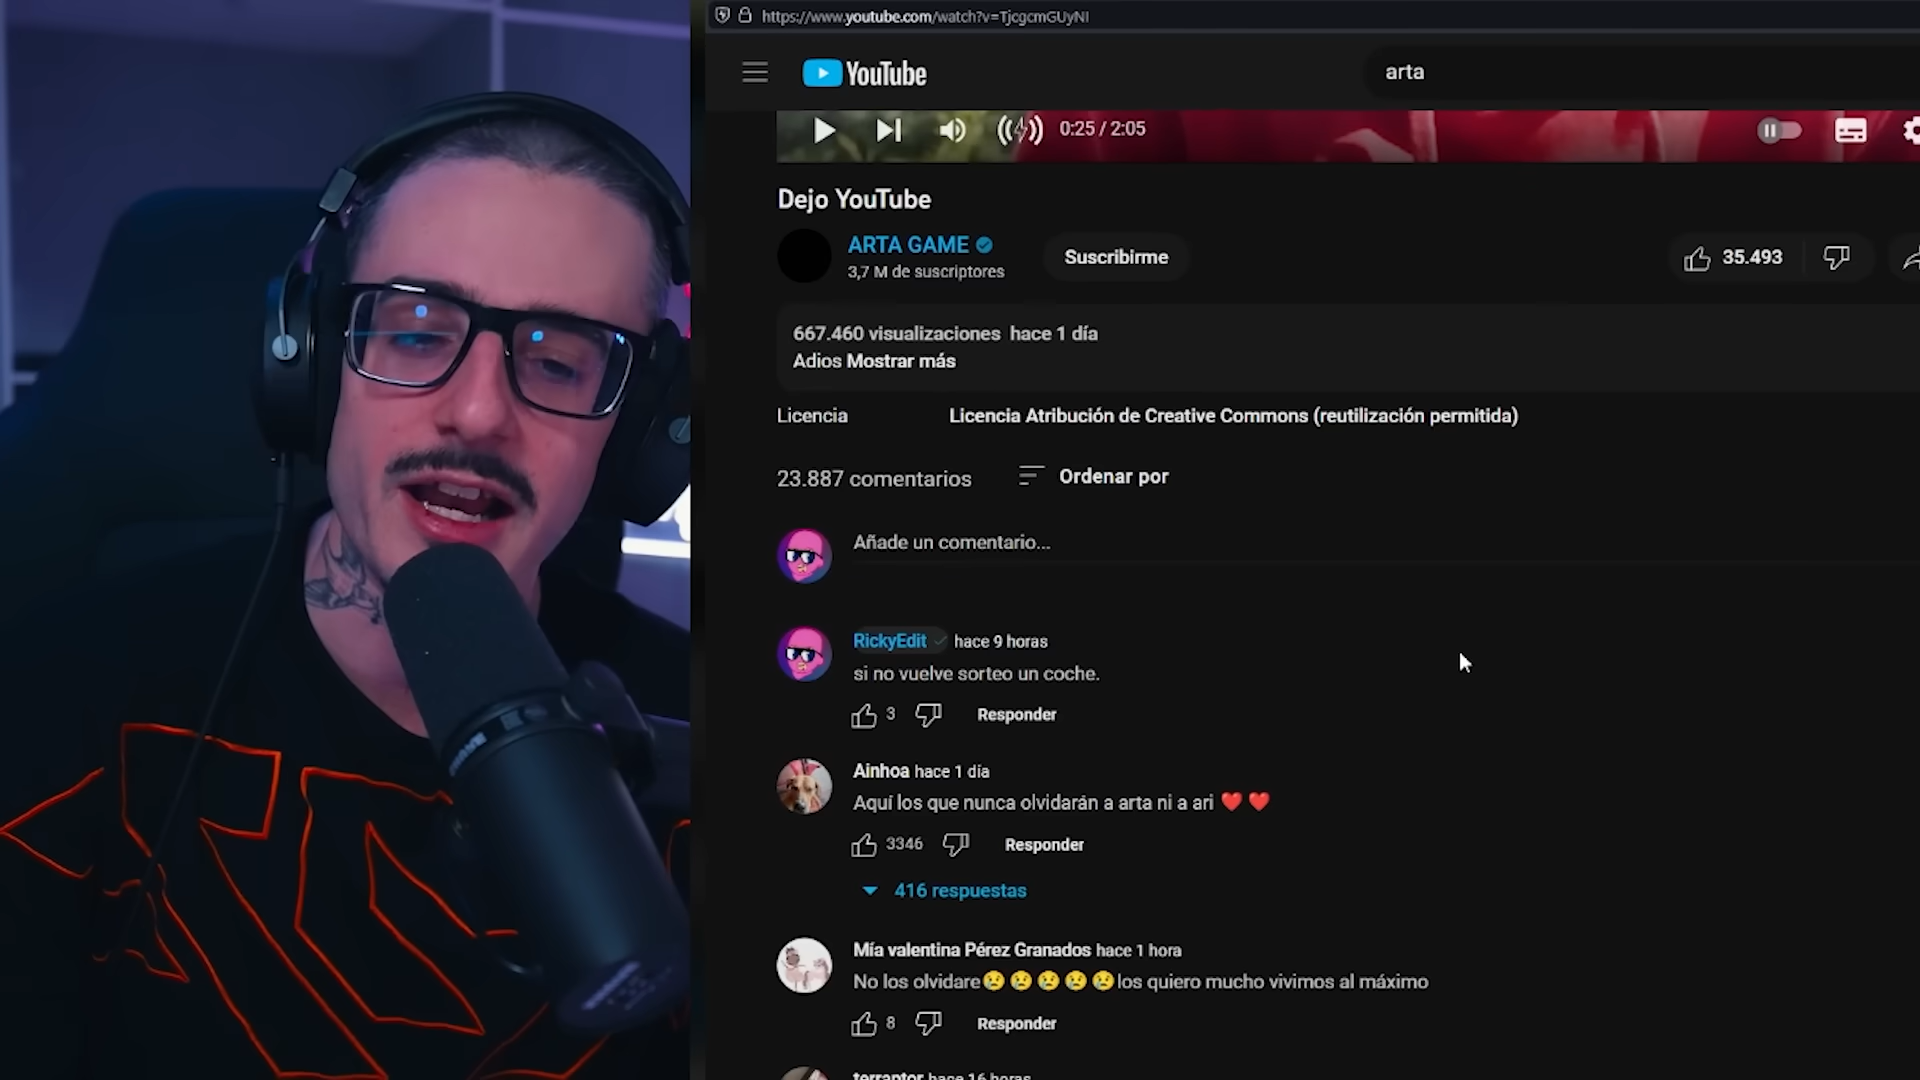 https://www.youtube.com/watch?v=TjcgcmGUyNI
YouTube
arta
0:25 / 2:05
Dejo YouTube
ARTA GAME
3,7 M de suscriptores
Suscribirme
35.493
667.460 visualizaciones hace 1 día
Adios Mostrar más
Licencia
Licencia Atribución de Creative Commons (reutilización permitida)
23.887 comentarios
Ordenar por
Añade un comentario...
RickyEdit hace 9 horas
si no vuelve sorteo un coche.
3
Responder
Ainhoa hace 1 día
Aquí los que nunca olvidarán a arta ni a ari ❤️ ❤️
3346
Responder
416 respuestas
Mía valentina Pérez Granados hace 1 hora
No los olvidare😢😢😢😢😢los quiero mucho vivimos al máximo
8
Responder
terraptor hace 16 horas